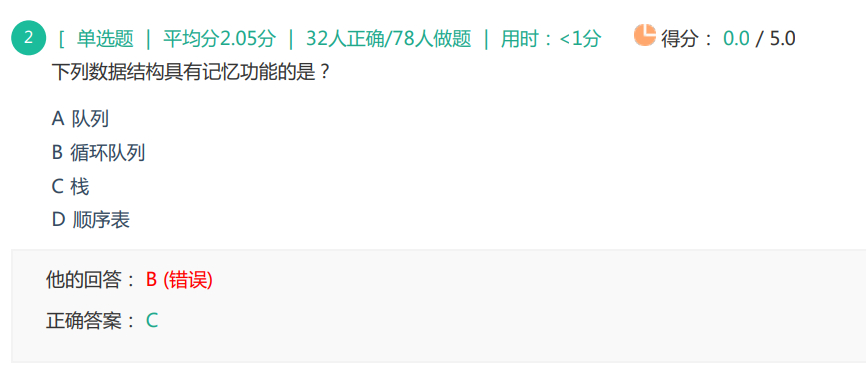 2 [ 单选题 | 平均分2.05分 | 32人正确/78人做题 | 用时：<1分 得分： 0.0 / 5.0
下列数据结构具有记忆功能的是？
A 队列
B 循环队列
C 栈
D 顺序表
他的回答： B (错误)
正确答案： C